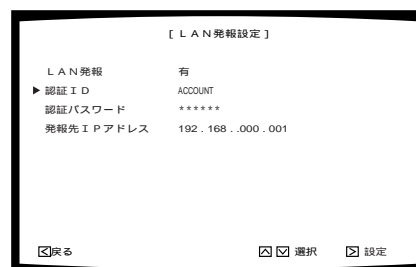 [ LAN発報設定 ]
LAN発報 有
▶ 認証ID ACCOUNT
認証パスワード ******
発報先IPアドレス 192 . 168 . .000 . 001
<戻る ∧ ∨ 選択 > 設定